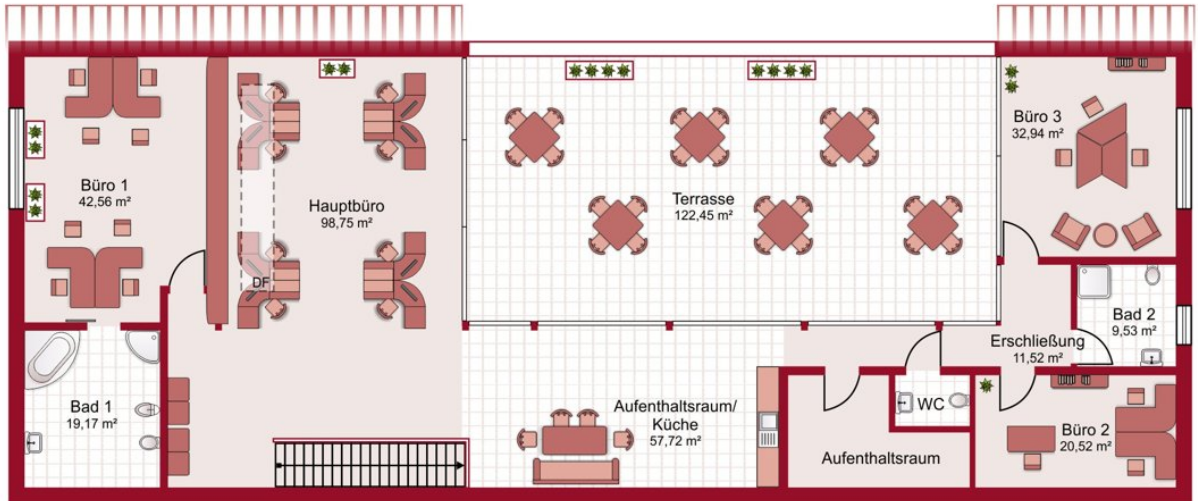 Büro 1
42,56 m²
Hauptbüro
98,75 m²
DF
Terrasse
122,45 m²
Büro 3
32,94 m²
Bad 2
9,53 m²
Erschließung
11,52 m²
Bad 1
19,17 m²
Aufenthaltsraum/
Küche
57,72 m²
WC
Aufenthaltsraum
Büro 2
20,52 m²